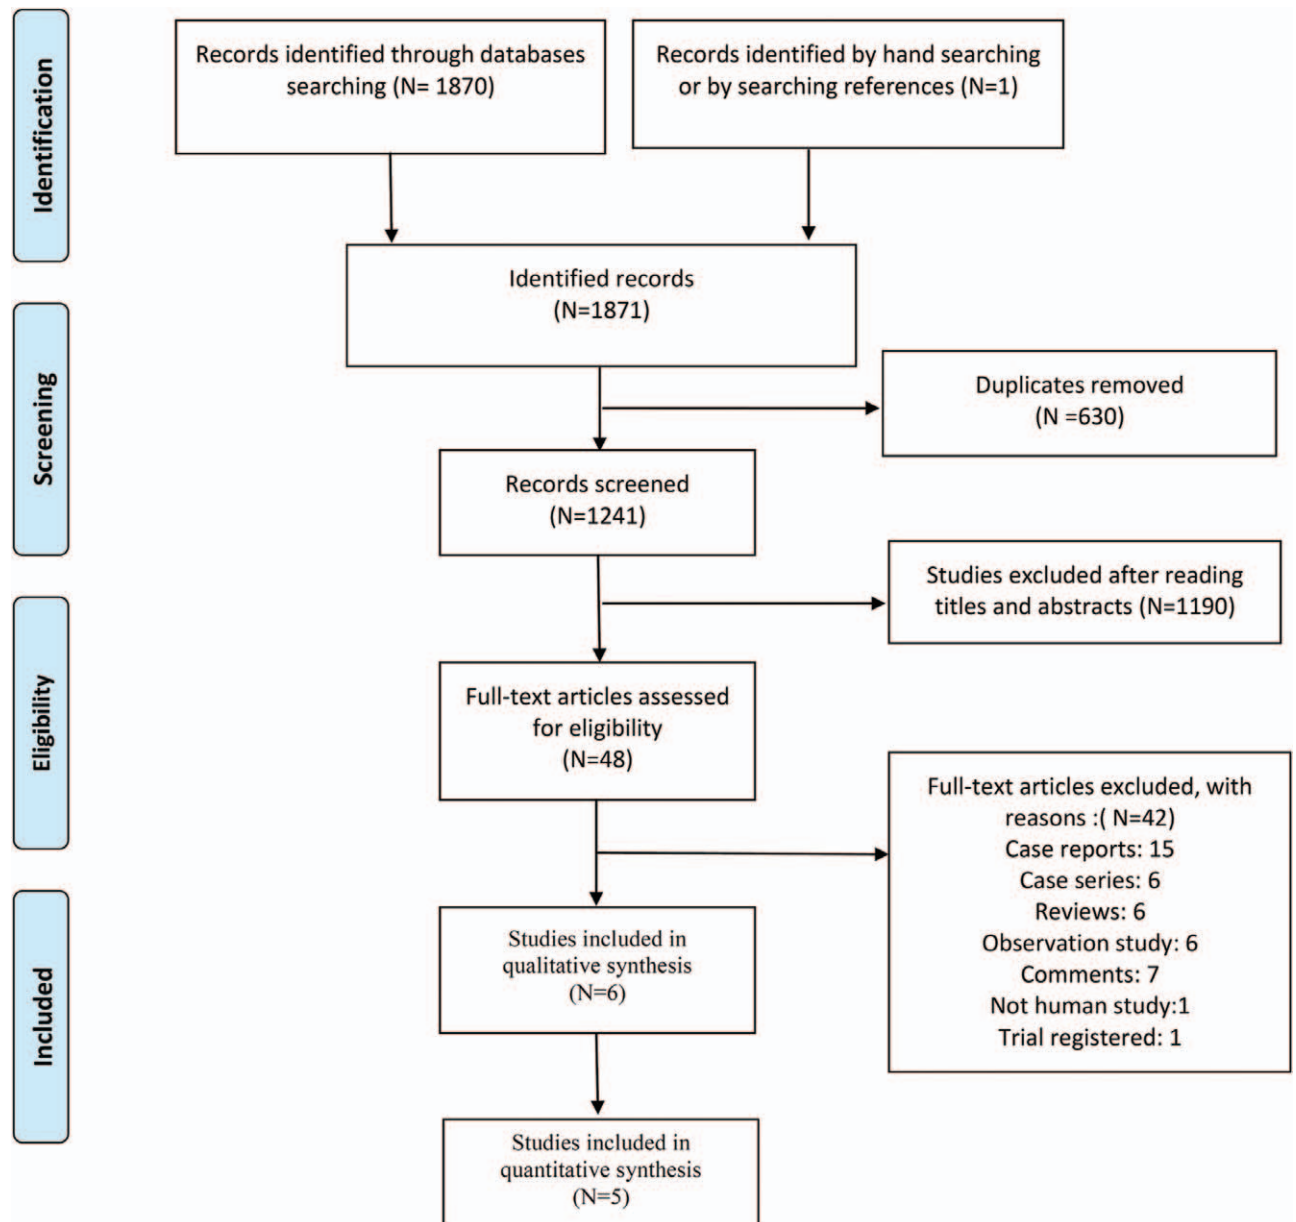 Identification
Records identified through databases
searching (N= 1870)
Records identified by hand searching
or by searching references (N=1)
Identified records
(N=1871)
Screening
Duplicates removed
(N =630)
Records screened
(N=1241)
Studies excluded after reading
titles and abstracts (N=1190)
Eligibility
Full-text articles assessed
for eligibility
(N=48)
Full-text articles excluded, with
reasons :( N=42)
Case reports: 15
Case series: 6
Reviews: 6
Observation study: 6
Comments: 7
Not human study:1
Trial registered: 1
Included
Studies included in
qualitative synthesis
(N=6)
Studies included in
quantitative synthesis
(N=5)